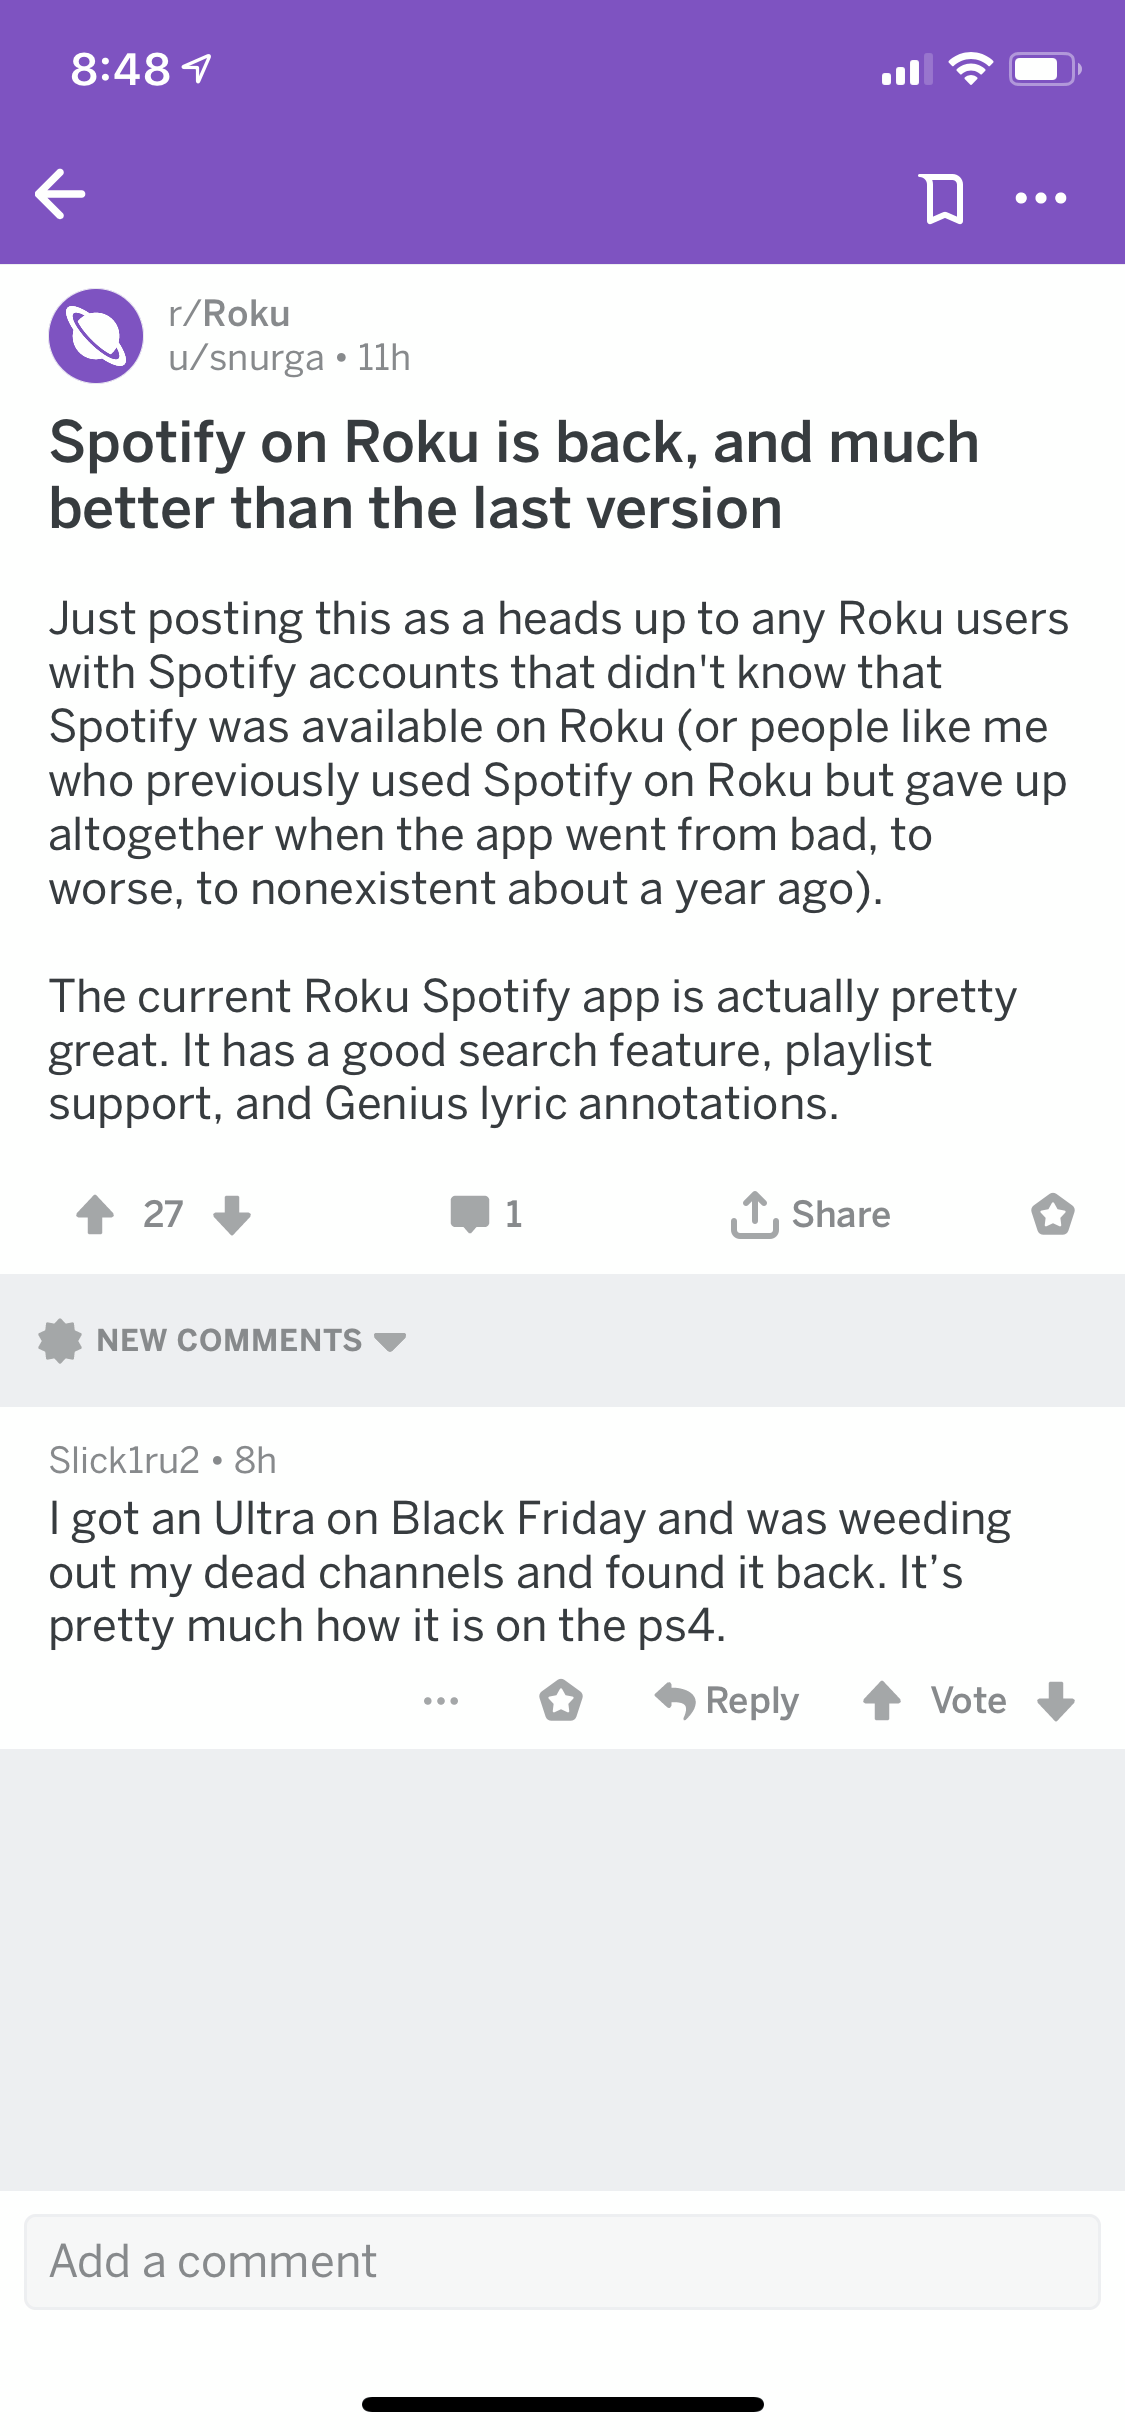 8:48
r/Roku
u/snurga • 11h
Spotify on Roku is back, and much
better than the last version
Just posting this as a heads up to any Roku users
with Spotify accounts that didn't know that
Spotify was available on Roku (or people like me
who previously used Spotify on Roku but gave up
altogether when the app went from bad, to
worse, to nonexistent about a year ago).
The current Roku Spotify app is actually pretty
great. It has a good search feature, playlist
support, and Genius lyric annotations.
27 1 Share
NEW COMMENTS
Slick1ru2 • 8h
I got an Ultra on Black Friday and was weeding
out my dead channels and found it back. It’s
pretty much how it is on the ps4.
Reply Vote
Add a comment